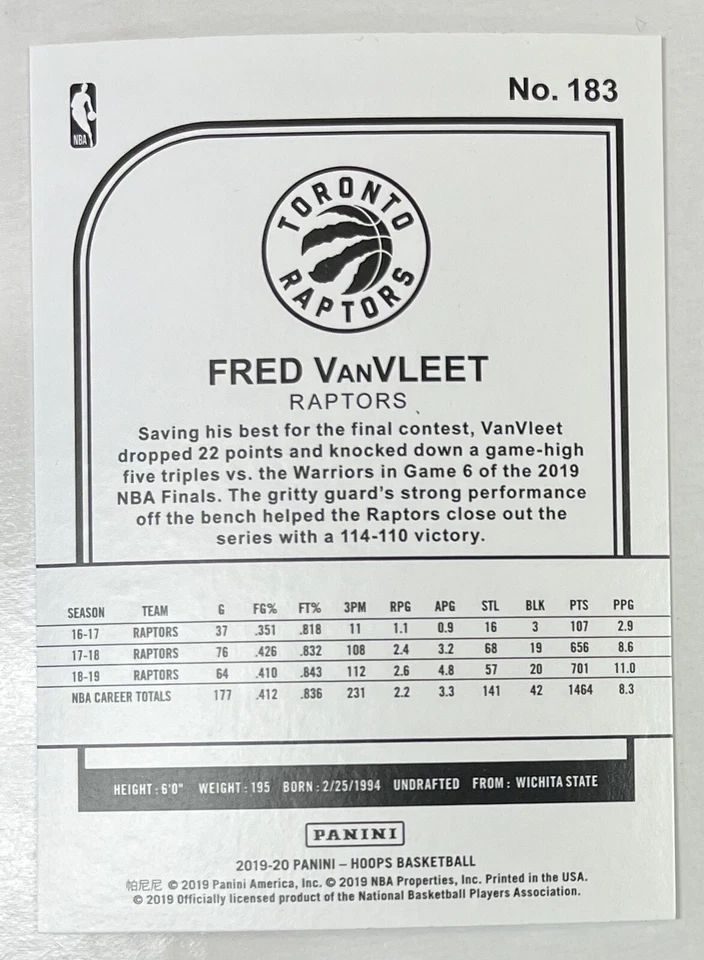 No. 183
NBA
TORONTO
RAPTORS
FRED VANVLEET
RAPTORS
Saving his best for the final contest, VanVleet
dropped 22 points and knocked down a game-high
five triples vs. the Warriors in Game 6 of the 2019
NBA Finals. The gritty guard's strong performance
off the bench helped the Raptors close out the
series with a 114-110 victory.
SEASON TEAM G FG% FT% 3PM RPG APG STL BLK PTS PPG
16-17 RAPTORS 37 .351 .818 11 1.1 0.9 16 3 107 2.9
17-18 RAPTORS 76 .426 .832 108 2.4 3.2 68 19 656 8.6
18-19 RAPTORS 64 .410 .843 112 2.6 4.8 57 20 701 11.0
NBA CAREER TOTALS 177 .412 .836 231 2.2 3.3 141 42 1464 8.3
HEIGHT: 6'0" WEIGHT: 195 BORN: 2/25/1994 UNDRAFTED FROM: WICHITA STATE
PANINI
2019-20 PANINI – HOOPS BASKETBALL
帕尼尼 © 2019 Panini America, Inc. © 2019 NBA Properties, Inc. Printed in the USA.
© 2019 Officially licensed product of the National Basketball Players Association.